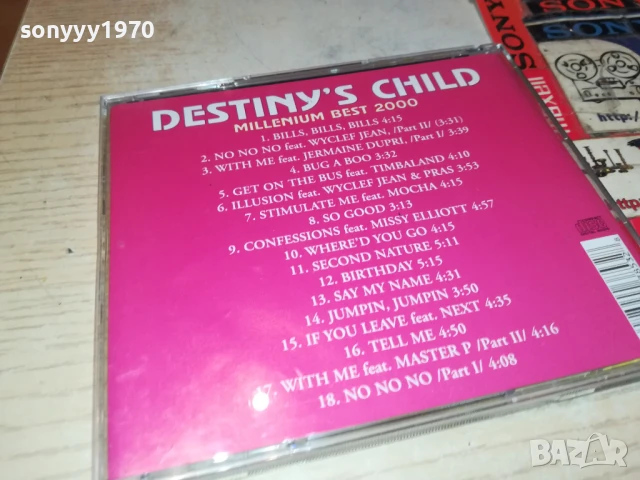 sonyyy1970
DESTINY'S CHILD
MILLENIUM BEST 2000
1. BILLS, BILLS, BILLS 4:15
2. NO NO NO feat. WYCLEF JEAN, /Part II/ (3:31)
3. WITH ME feat. JERMAINE DUPRI, /Part I/ 3:39
4. BUG A BOO 3:32
5. GET ON THE BUS feat. TIMBALAND 4:10
6. ILLUSION feat. WYCLEF JEAN & PRAS 3:53
7. STIMULATE ME feat. MOCHA 4:15
8. SO GOOD 3:13
9. CONFESSIONS feat. MISSY ELLIOTT 4:57
10. WHERE'D YOU GO 4:15
11. SECOND NATURE 5:11
12. BIRTHDAY 5:15
13. SAY MY NAME 4:31
14. JUMPIN, JUMPIN 3:50
15. IF YOU LEAVE feat. NEXT 4:35
16. TELL ME 4:50
17. WITH ME feat. MASTER P /Part II/ 4:16
18. NO NO NO /Part I/ 4:08
SONY
maxell
http:/
BAZAR
bg